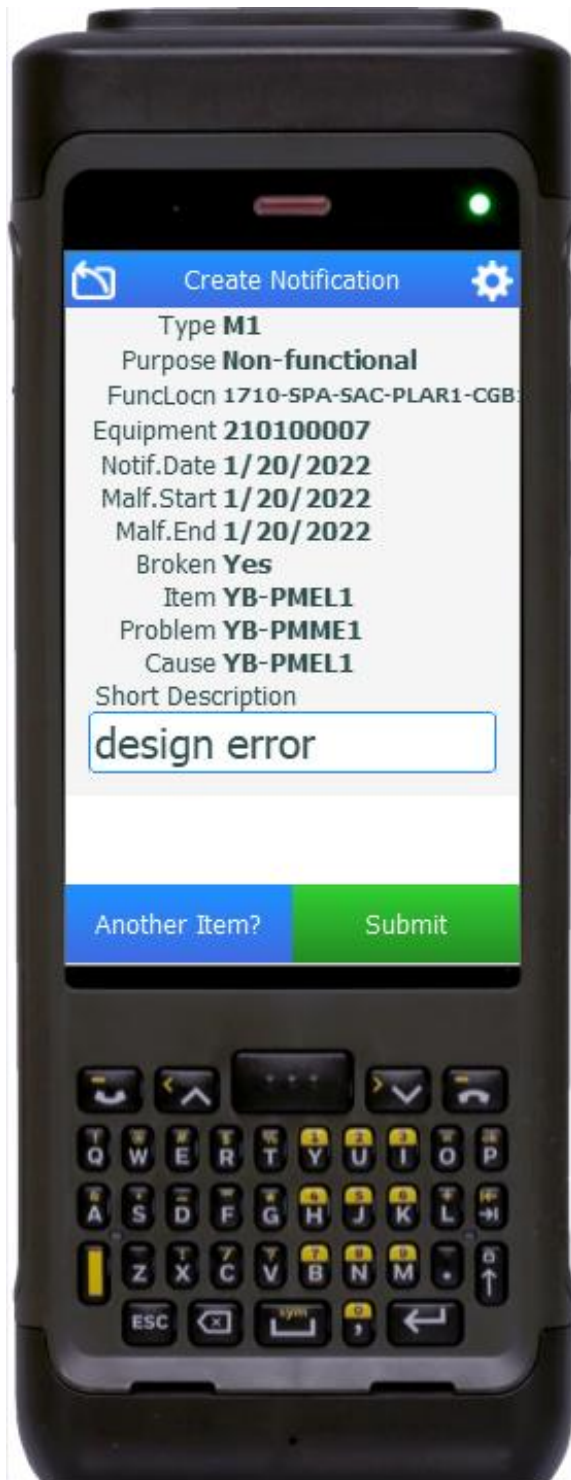 Create Notification
Type M1
Purpose Non-functional
FuncLocn 1710-SPA-SAC-PLAR1-CGB
Equipment 210100007
Notif.Date 1/20/2022
Malf.Start 1/20/2022
Malf.End 1/20/2022
Broken Yes
Item YB-PMEL1
Problem YB-PMME1
Cause YB-PMEL1
Short Description
design error
Another Item? Submit
Q W E R T Y U I O P
A S D F G H J K L
Z X C V B N M .
ESC sym ,